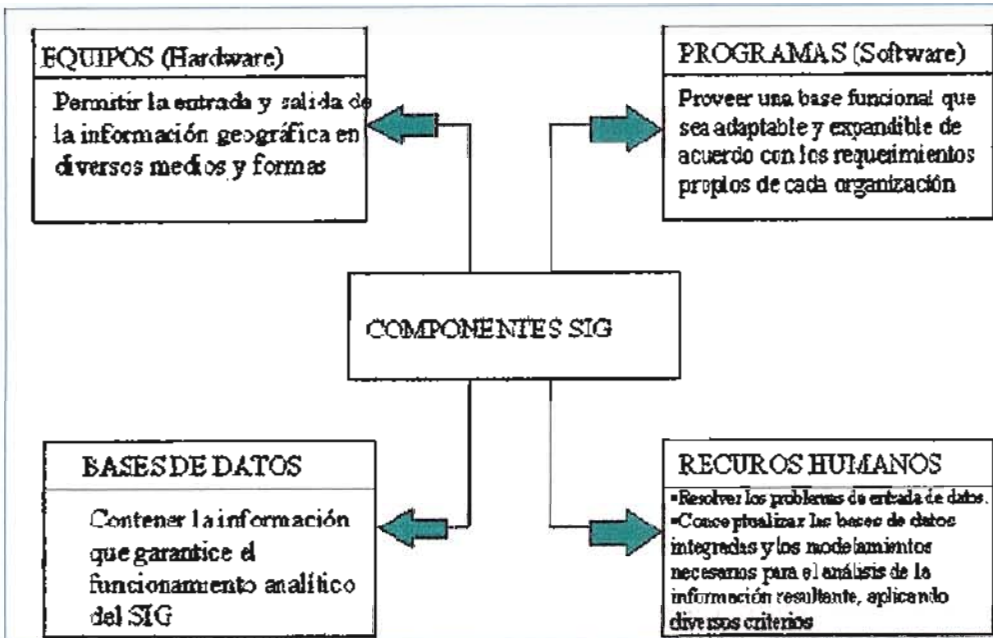 EQUIPOS (Hardware)
Permitir la entrada y salida de
la información geográfica en
diversos medios y formas
PROGRAMAS (Software)
Proveer una base funcional que
sea adaptable y expandible de
acuerdo con los requerimientos
propios de cada organización
COMPONENTES SIG
BASES DE DATOS
Contener la información
que garantice el
funcionamiento analítico
del SIG
RECUROS HUMANOS
▪Resolver los problemas de entrada de datos.
▪Conceptualizar las bases de datos
integradas y los modelamientos
necesarios para el análisis de la
información resultante, aplicando
diversos criterios